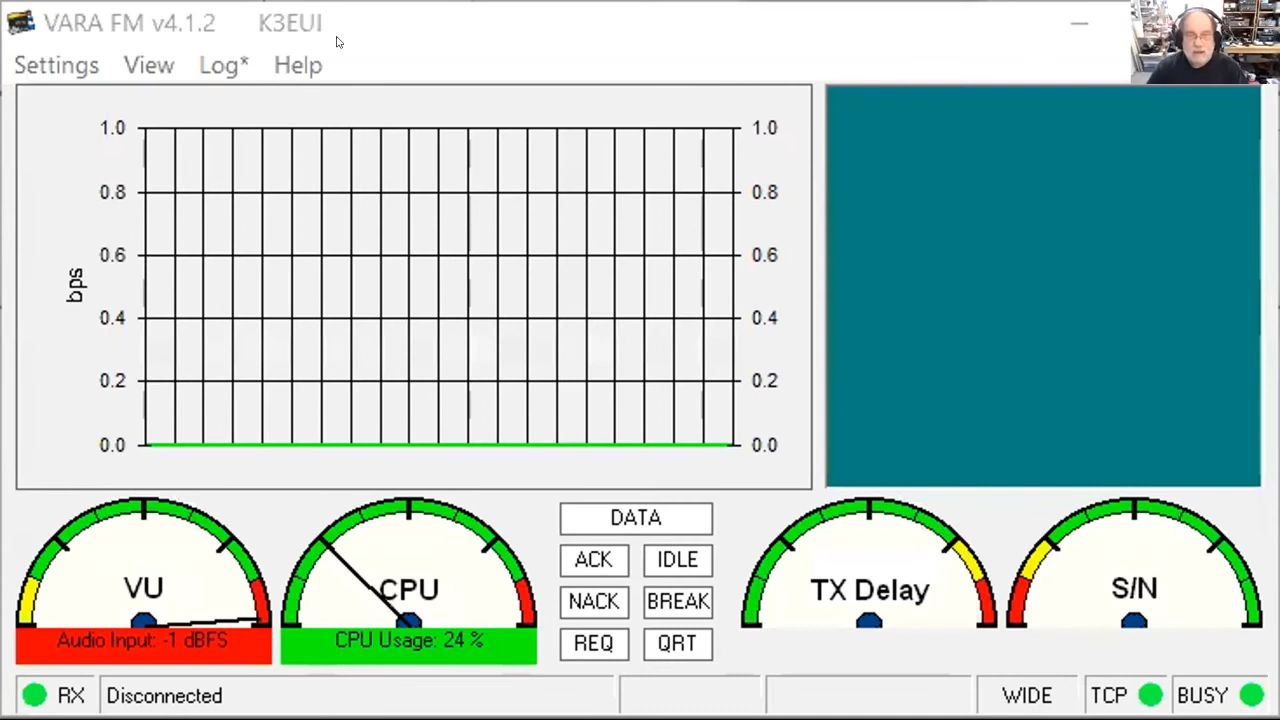 VARA FM v4.1.2 K3EUI
Settings View Log* Help
1.0 1.0
0.8 0.8
0.6 0.6
bps
0.4 0.4
0.2 0.2
0.0 0.0
VU
Audio Input: -1 dBFS
CPU
CPU Usage: 24 %
DATA
ACK IDLE
NACK BREAK
REQ QRT
TX Delay
S/N
RX Disconnected WIDE TCP BUSY